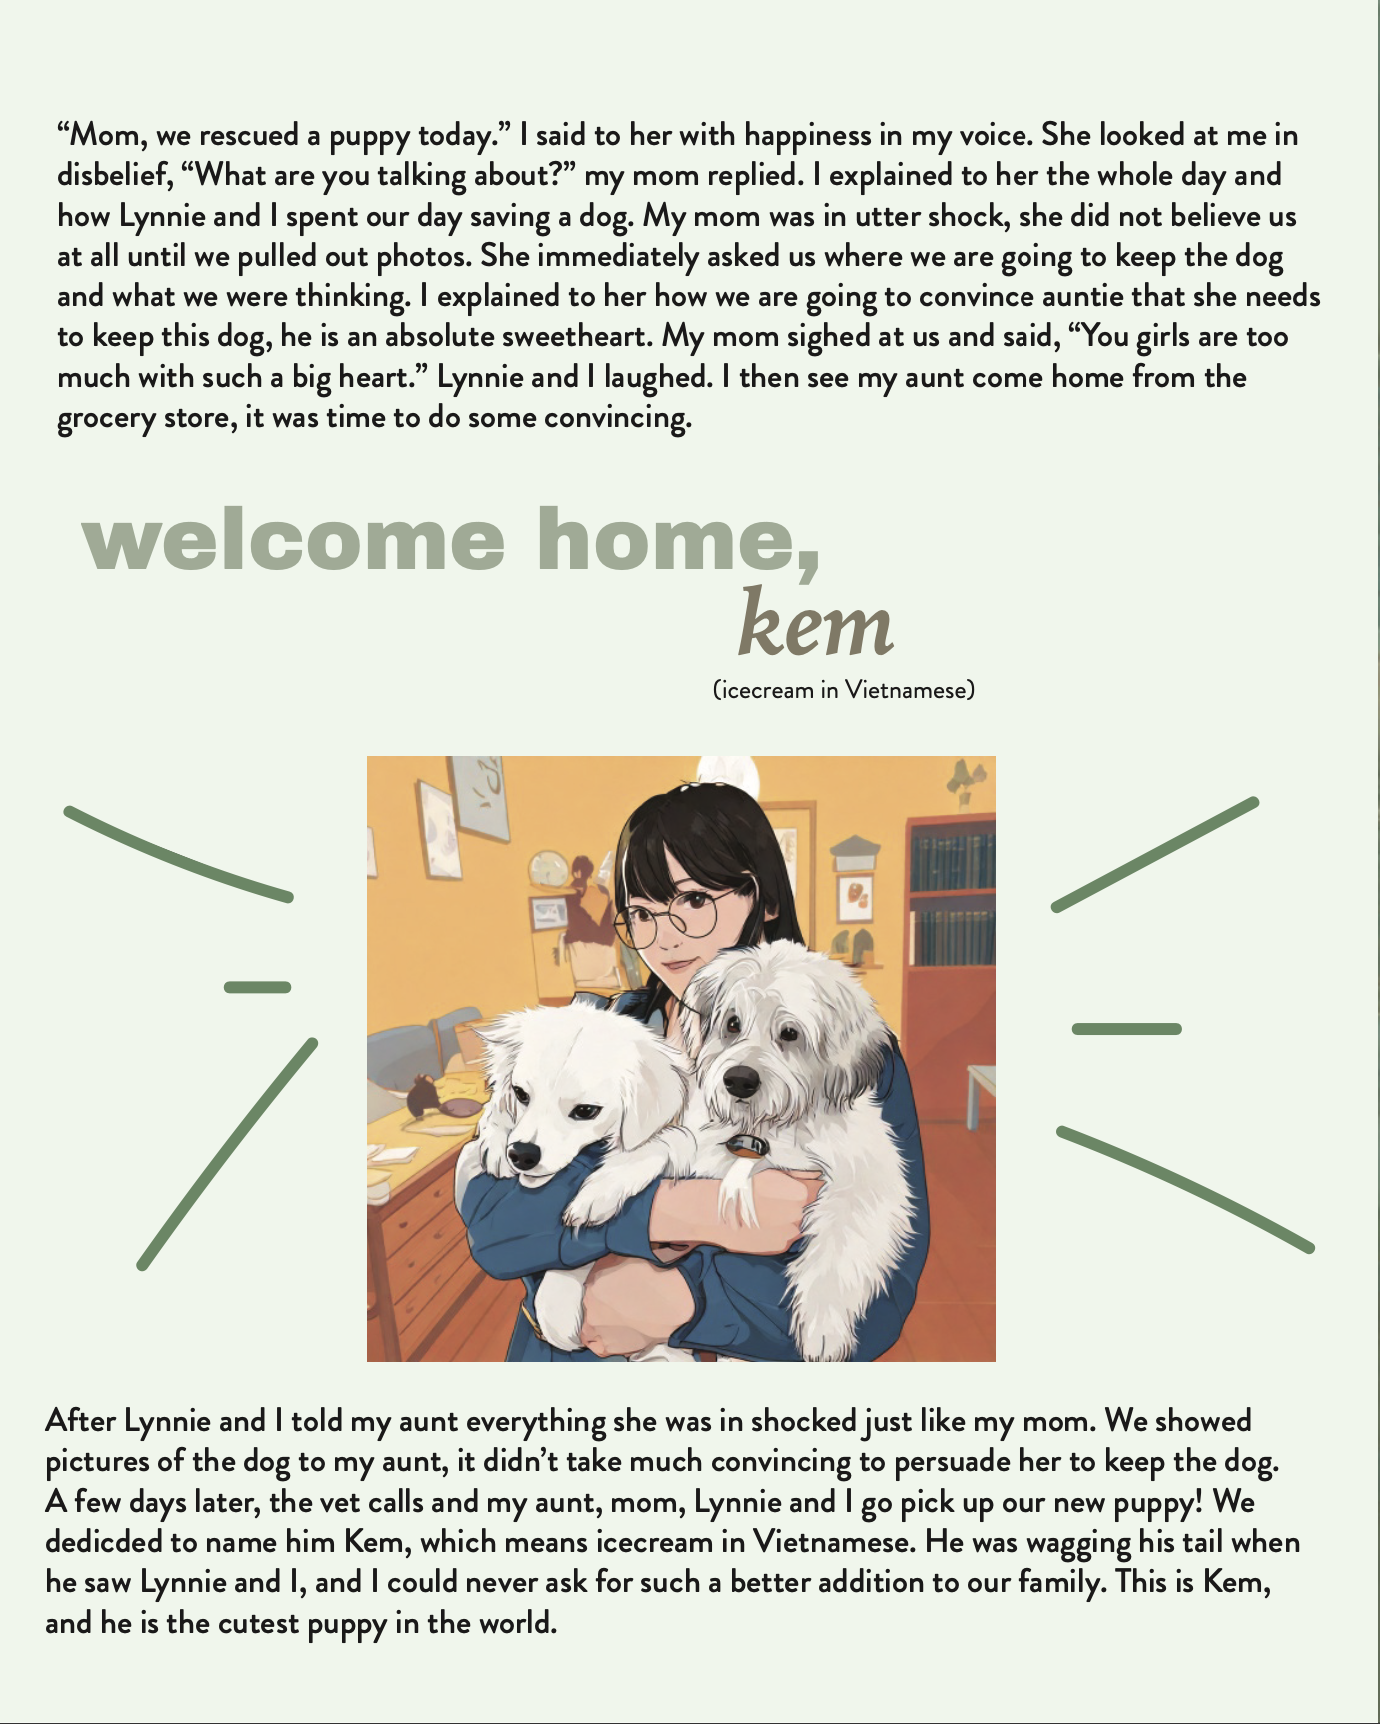 “Mom, we rescued a puppy today.” I said to her with happiness in my voice. She looked at me in
disbelief, “What are you talking about?” my mom replied. I explained to her the whole day and
how Lynnie and I spent our day saving a dog. My mom was in utter shock, she did not believe us
at all until we pulled out photos. She immediately asked us where we are going to keep the dog
and what we were thinking. I explained to her how we are going to convince auntie that she needs
to keep this dog, he is an absolute sweetheart. My mom sighed at us and said, “You girls are too
much with such a big heart.” Lynnie and I laughed. I then see my aunt come home from the
grocery store, it was time to do some convincing.
welcome home,
kem
(icecream in Vietnamese)
After Lynnie and I told my aunt everything she was in shocked just like my mom. We showed
pictures of the dog to my aunt, it didn’t take much convincing to persuade her to keep the dog.
A few days later, the vet calls and my aunt, mom, Lynnie and I go pick up our new puppy! We
dedicded to name him Kem, which means icecream in Vietnamese. He was wagging his tail when
he saw Lynnie and I, and I could never ask for such a better addition to our family. This is Kem,
and he is the cutest puppy in the world.